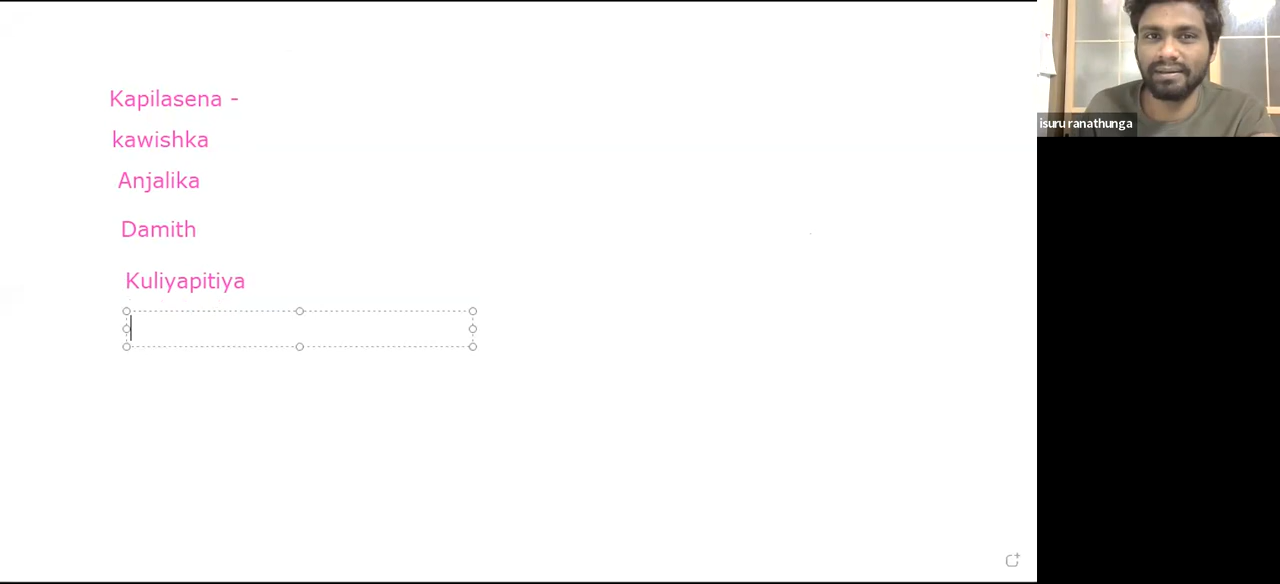 Kapilasena -
kawishka
Anjalika
Damith
Kuliyapitiya
isuru ranathunga